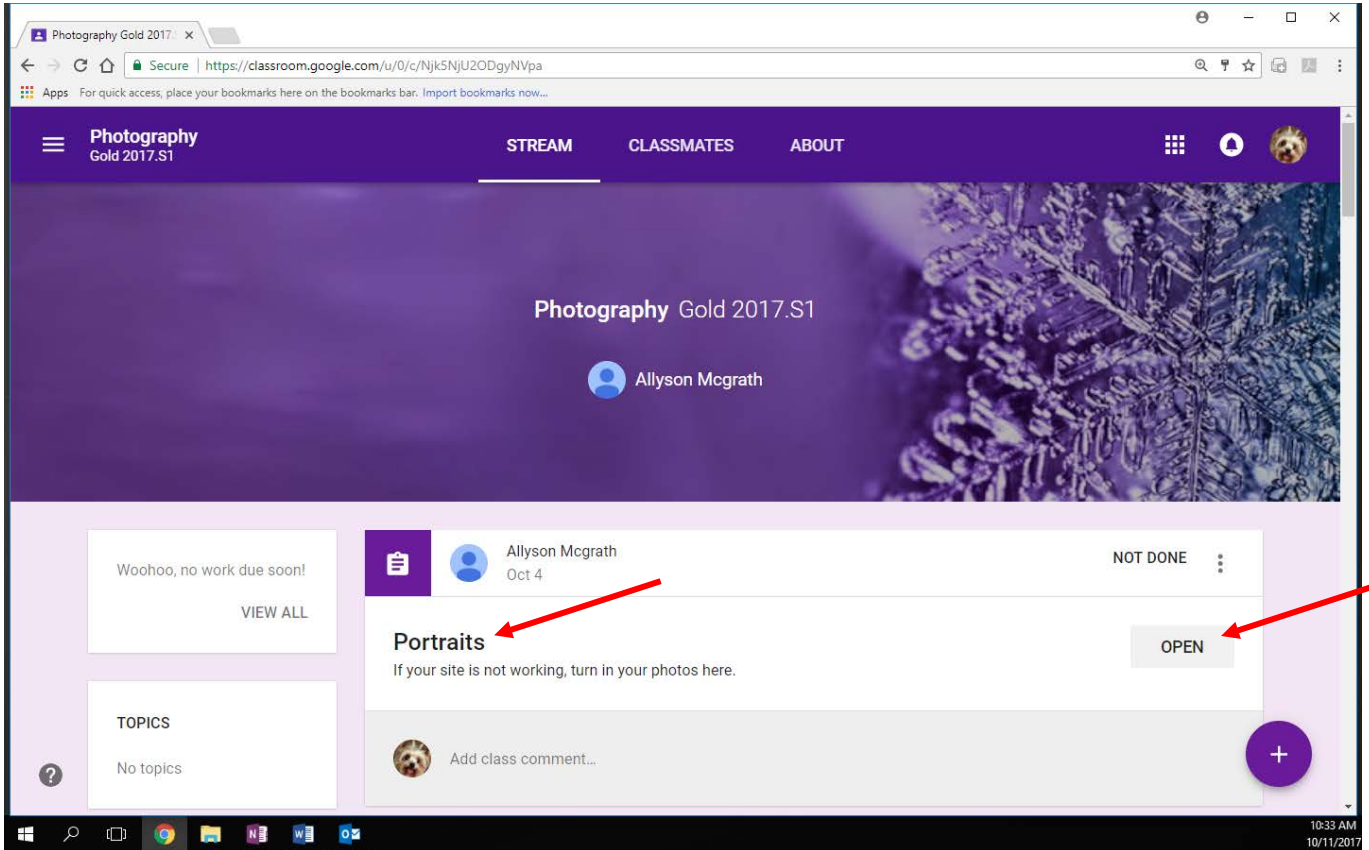 Photography Gold 2017.S
Secure | https://classroom.google.com/u/0/c/Njk5NjU2ODgyNVpa
Apps For quick access, place your bookmarks here on the bookmarks bar. Import bookmarks now...
Photography
Gold 2017.S1
STREAM CLASSMATES ABOUT
Photography Gold 2017.S1
Allyson Mcgrath
Woohoo, no work due soon!
VIEW ALL
Allyson Mcgrath
Oct 4
NOT DONE
Portraits
If your site is not working, turn in your photos here.
OPEN
TOPICS
No topics
Add class comment...
10:33 AM
10/11/2017